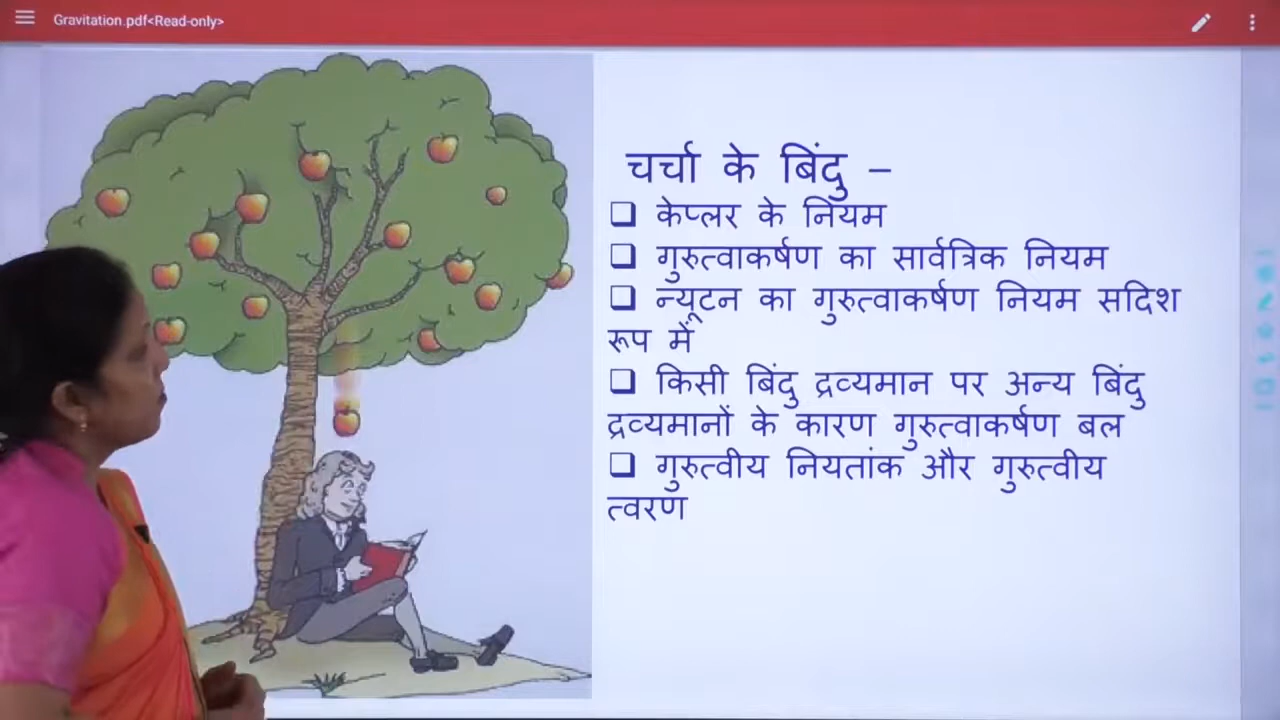 Gravitation.pdf<Read-only>
चर्चा के बिंदु –
❑ केप्लर के नियम
❑ गुरुत्वाकर्षण का सार्वत्रिक नियम
❑ न्यूटन का गुरुत्वाकर्षण नियम सदिश
रूप में
❑ किसी बिंदु द्रव्यमान पर अन्य बिंदु
द्रव्यमानों के कारण गुरुत्वाकर्षण बल
❑ गुरुत्वीय नियतांक और गुरुत्वीय
त्वरण